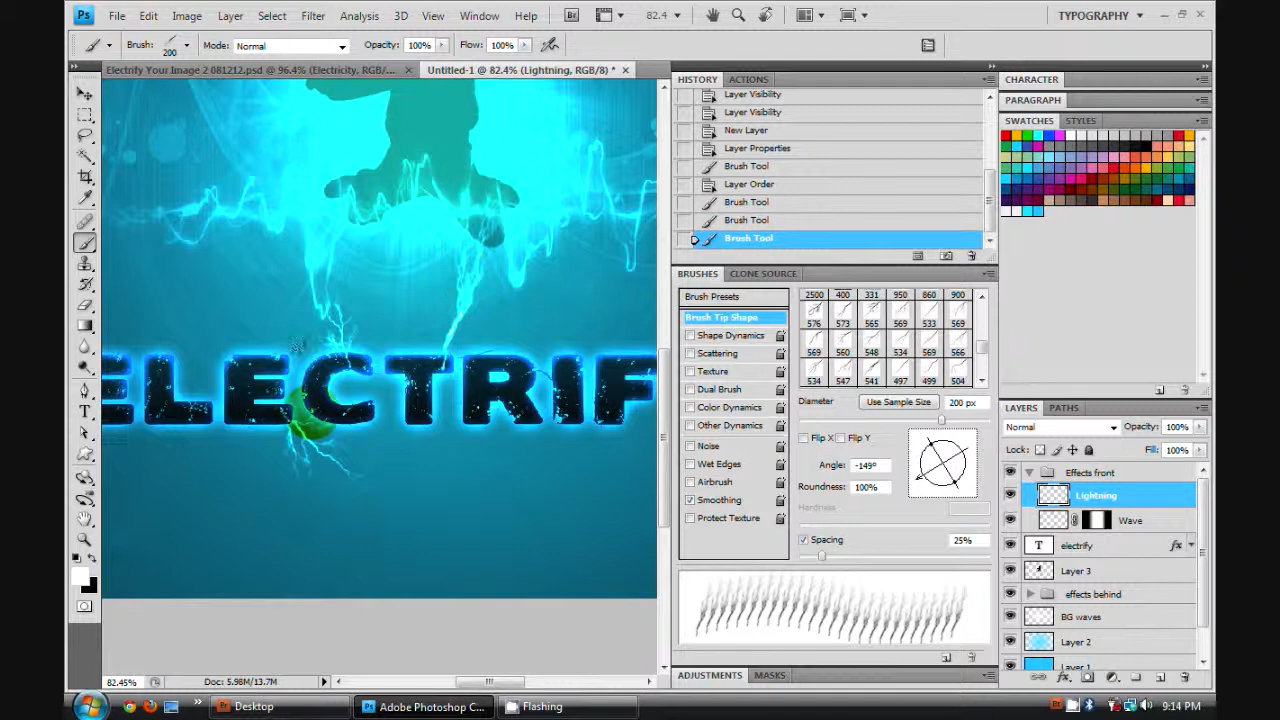 Ps File Edit Image Layer Select Filter Analysis 3D View Window Help Br 82.4 TYPOGRAPHY
Brush: 200 Mode: Normal Opacity: 100% Flow: 100%
Electrify Your Image 2 081212.psd @ 96.4% (Electricity, RGB/... Untitled-1 @ 82.4% (Lightning, RGB/8) *
HISTORY ACTIONS
Layer Visibility
Layer Visibility
New Layer
Layer Properties
Brush Tool
Layer Order
Brush Tool
Brush Tool
Brush Tool
CHARACTER
PARAGRAPH
SWATCHES STYLES
BRUSHES CLONE SOURCE
Brush Presets
Brush Tip Shape
Shape Dynamics
Scattering
Texture
Dual Brush
Color Dynamics
Other Dynamics
Noise
Wet Edges
Airbrush
Smoothing
Protect Texture
2500 400 331 950 860 900
576 573 565 569 533 569
569 560 548 534 569 566
534 547 541 497 499 504
Diameter Use Sample Size 200 px
Flip X Flip Y
Angle: -149º
Roundness: 100%
Hardness
Spacing 25%
ELECTRIF
LAYERS PATHS
Normal Opacity: 100%
Lock: Fill: 100%
Effects front
Lightning
Wave
T electrify fx
Layer 3
effects behind
BG waves
Layer 2
Layer 1
ADJUSTMENTS MASKS
82.45% Doc: 5.98M/13.7M
Desktop Adobe Photoshop C... Flashing 9:14 PM